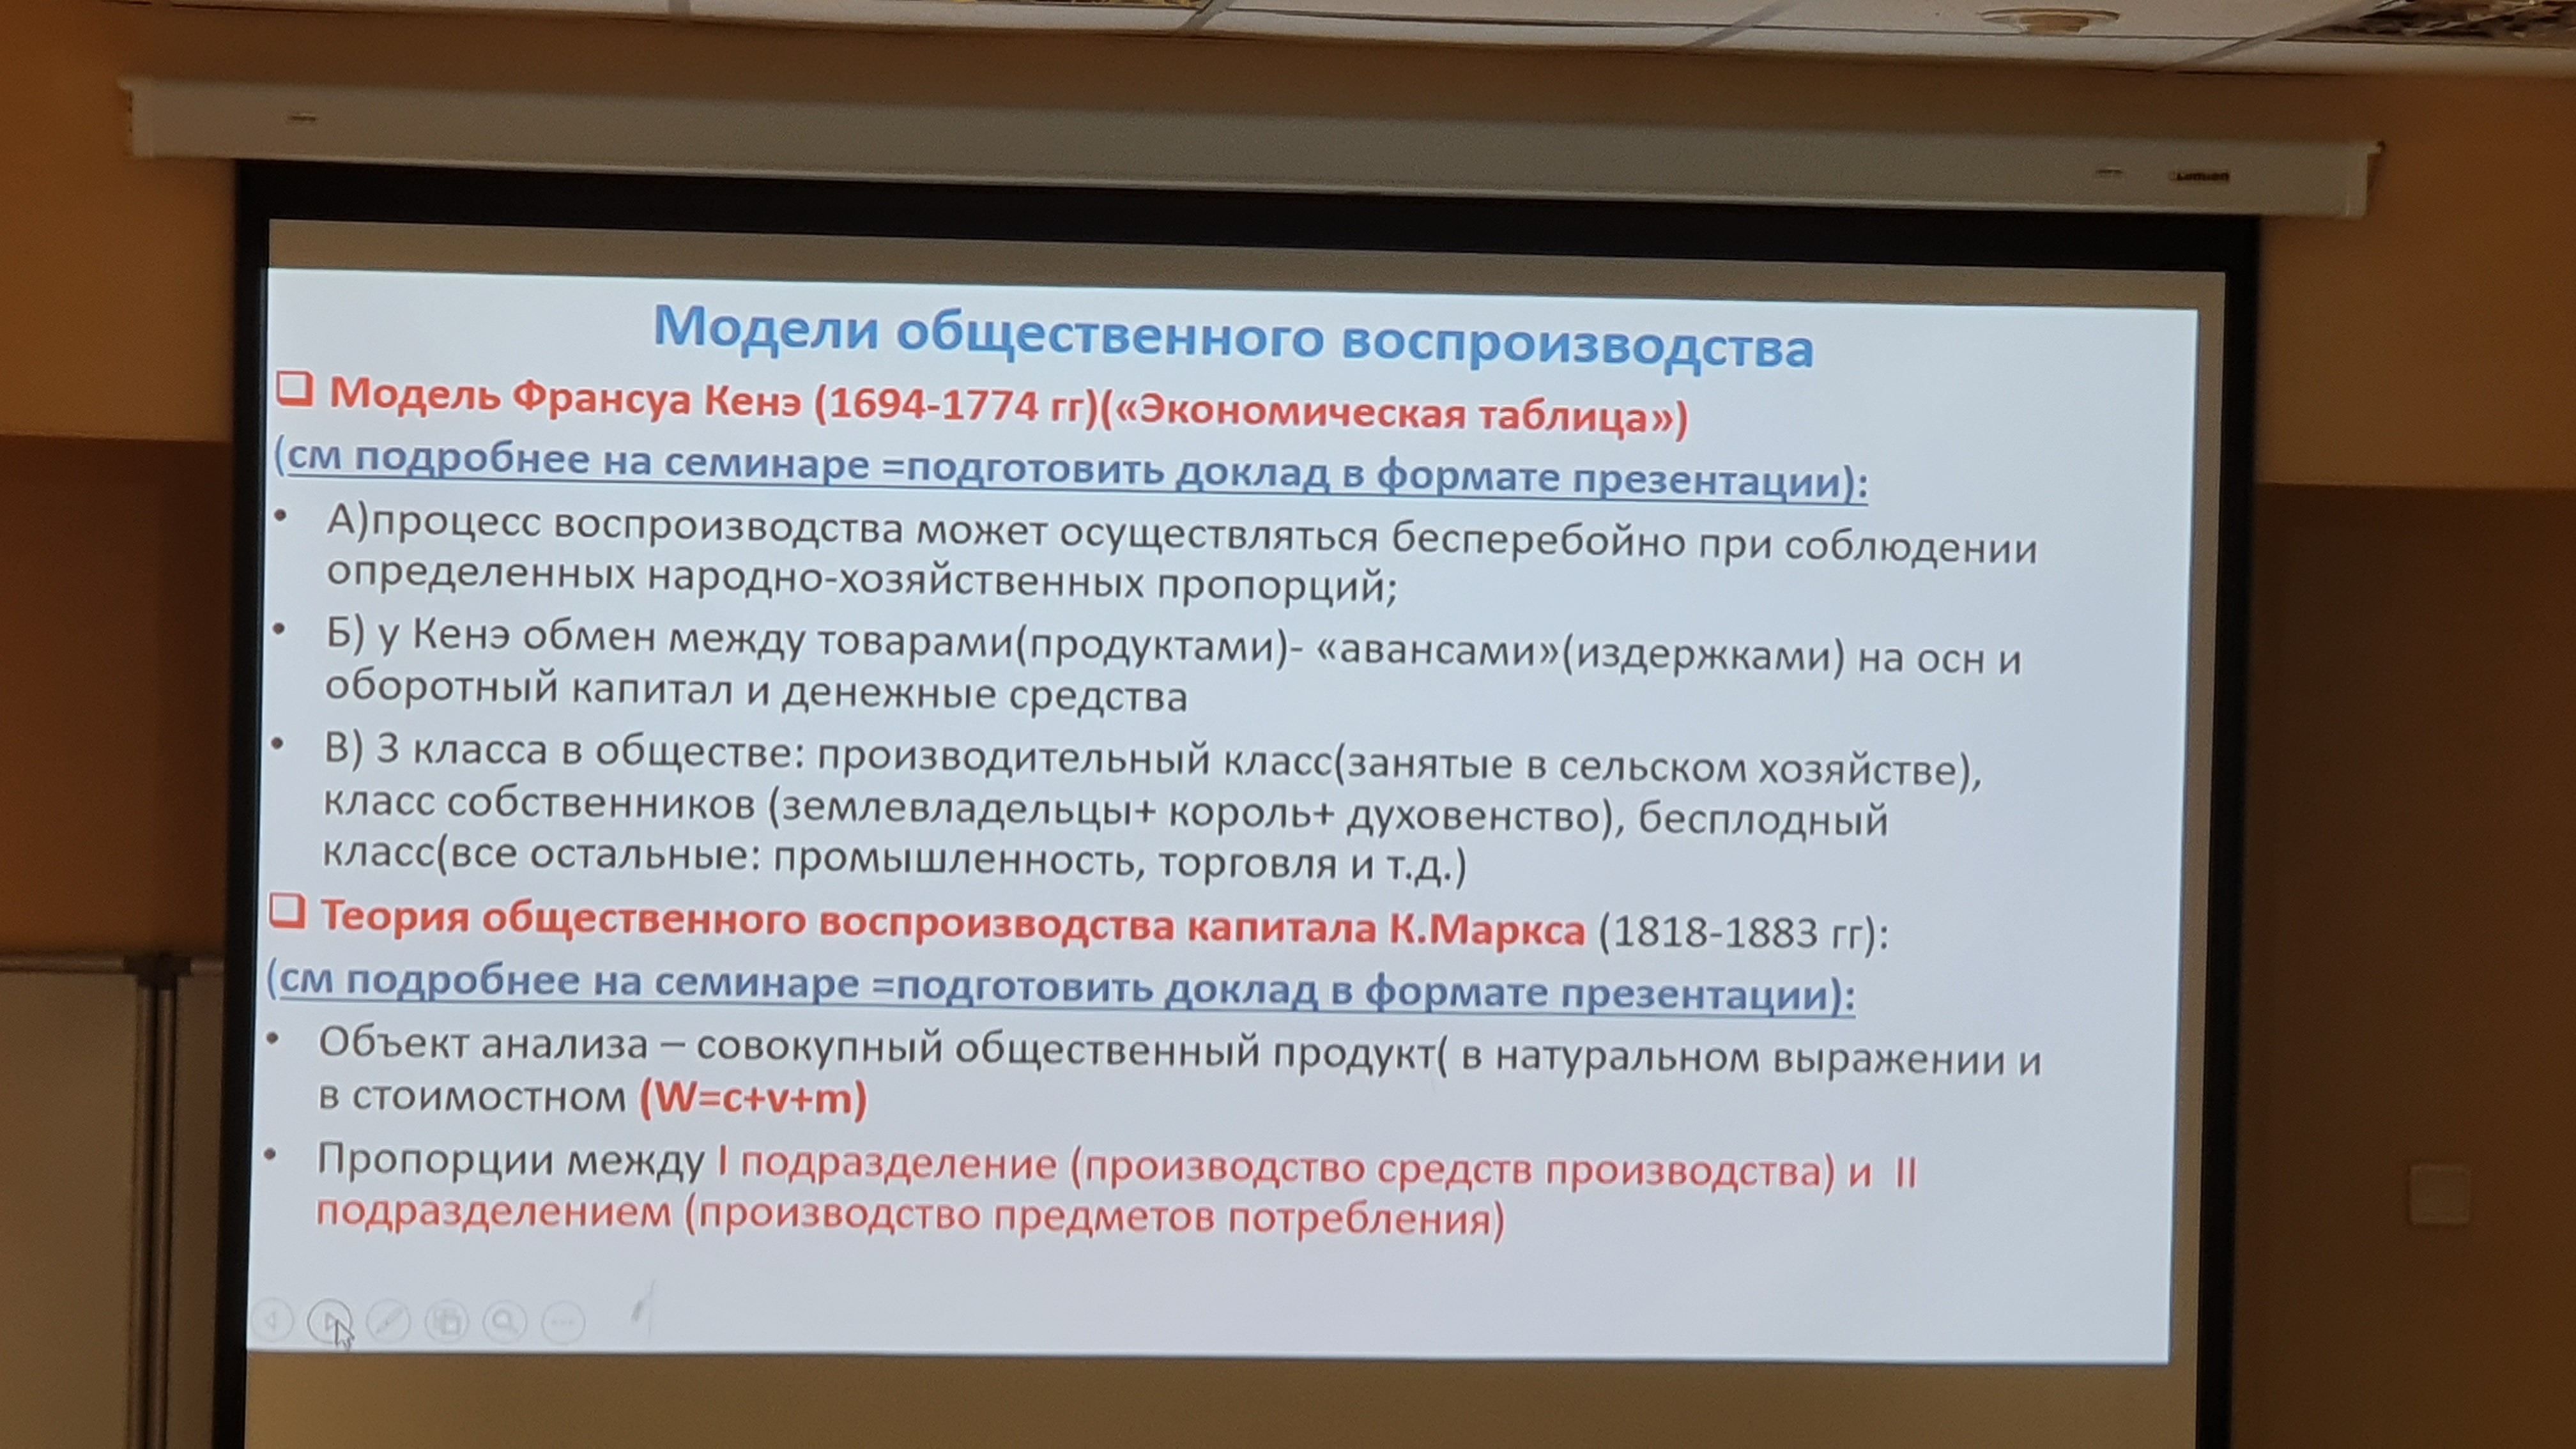 Модели общественного воспроизводства
❑ Модель Франсуа Кенэ (1694-1774 гг)(«Экономическая таблица»)
(см подробнее на семинаре =подготовить доклад в формате презентации):
• А)процесс воспроизводства может осуществляться бесперебойно при соблюдении
определенных народно-хозяйственных пропорций;
• Б) у Кенэ обмен между товарами(продуктами)- «авансами»(издержками) на осн и
оборотный капитал и денежные средства
• В) 3 класса в обществе: производительный класс(занятые в сельском хозяйстве),
класс собственников (землевладельцы+ король+ духовенство), бесплодный
класс(все остальные: промышленность, торговля и т.д.)
❑ Теория общественного воспроизводства капитала К.Маркса (1818-1883 гг):
(см подробнее на семинаре =подготовить доклад в формате презентации):
• Объект анализа – совокупный общественный продукт( в натуральном выражении и
в стоимостном (W=c+v+m)
• Пропорции между I подразделение (производство средств производства) и II
подразделением (производство предметов потребления)